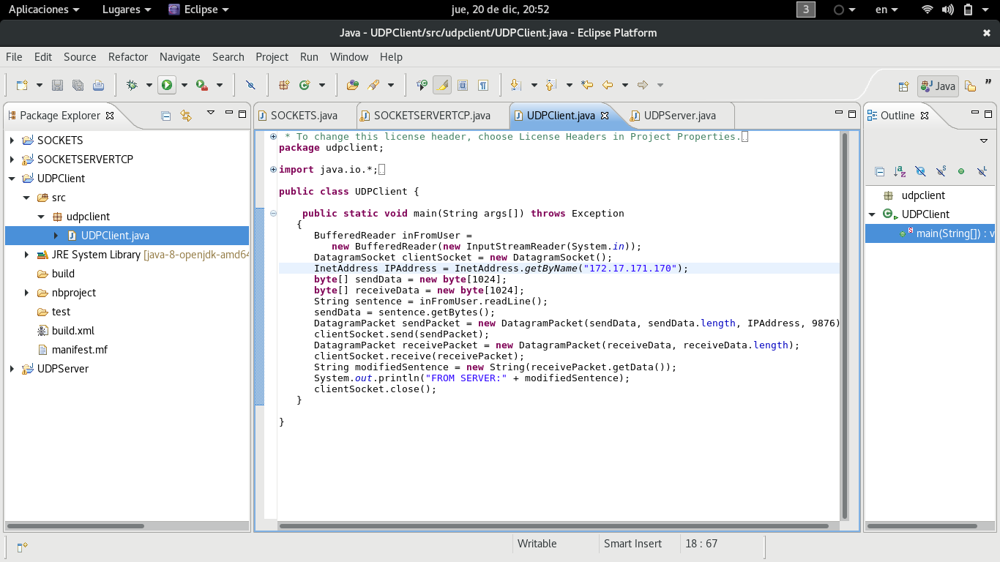 Aplicaciones Lugares Eclipse jue, 20 de dic, 20:52 3 en
Java - UDPClient/src/udpclient/UDPClient.java - Eclipse Platform
File Edit Source Refactor Navigate Search Project Run Window Help
Java ”
Package Explorer
SOCKETS
SOCKETSERVERTCP
UDPClient
src
udpclient
UDPClient.java
JRE System Library [java-8-openjdk-amd64
build
nbproject
test
build.xml
manifest.mf
UDPServer
SOCKETS.java SOCKETSERVERTCP.java UDPClient.java UDPServer.java
* To change this license header, choose License Headers in Project Properties.
package udpclient;
import java.io.*;
public class UDPClient {
public static void main(String args[]) throws Exception
{
BufferedReader inFromUser =
new BufferedReader(new InputStreamReader(System.in));
DatagramSocket clientSocket = new DatagramSocket();
InetAddress IPAddress = InetAddress.getByName("172.17.171.170");
byte[] sendData = new byte[1024];
byte[] receiveData = new byte[1024];
String sentence = inFromUser.readLine();
sendData = sentence.getBytes();
DatagramPacket sendPacket = new DatagramPacket(sendData, sendData.length, IPAddress, 9876)
clientSocket.send(sendPacket);
DatagramPacket receivePacket = new DatagramPacket(receiveData, receiveData.length);
clientSocket.receive(receivePacket);
String modifiedSentence = new String(receivePacket.getData());
System.out.println("FROM SERVER:" + modifiedSentence);
clientSocket.close();
}
}
Outline
udpclient
UDPClient
main(String[]) : v
Writable Smart Insert 18 : 67